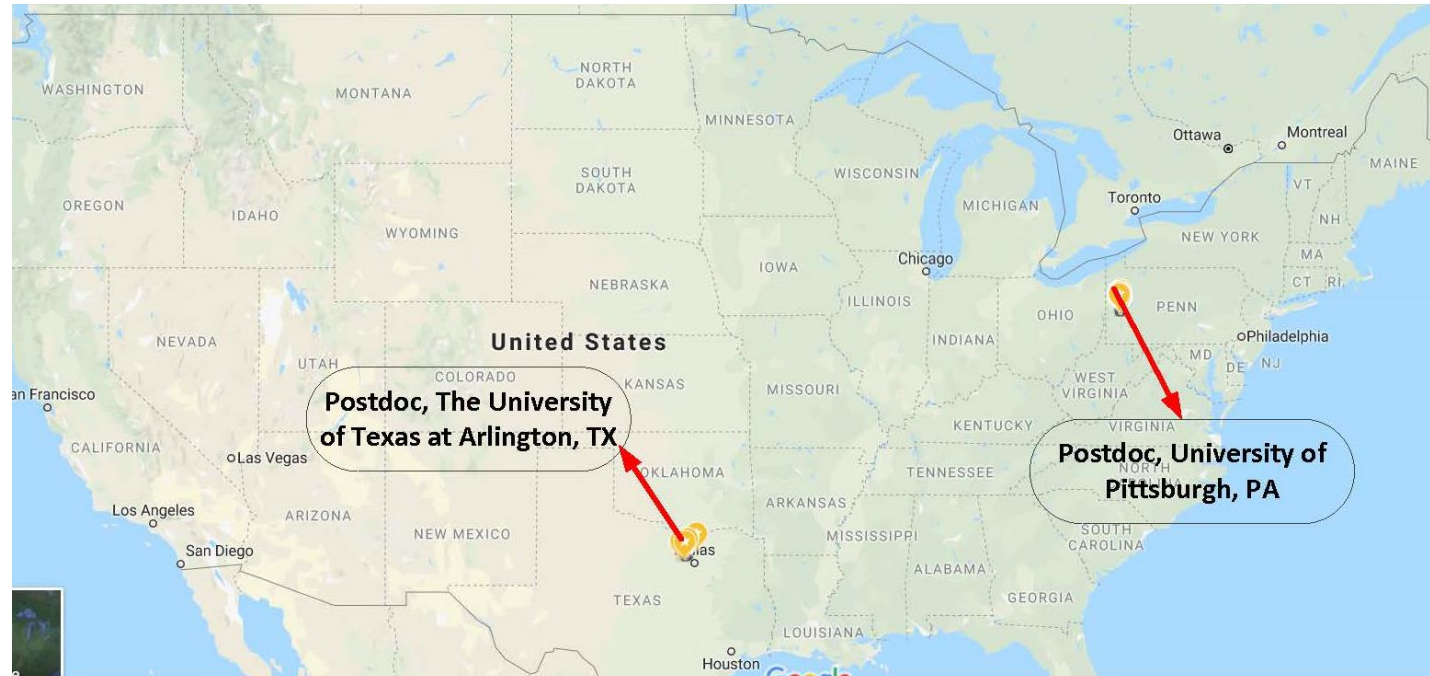 WASHINGTON
MONTANA
NORTH
DAKOTA
MINNESOTA
Ottawa
Montreal
MAINE
OREGON
IDAHO
WYOMING
SOUTH
DAKOTA
WISCONSIN
MICHIGAN
Toronto
VT
NH
NEW YORK
MA
CT
RI
Chicago
IOWA
NEBRASKA
ILLINOIS
INDIANA
OHIO
PENN
Philadelphia
MD
DE
NJ
NEVADA
UTAH
United States
COLORADO
KANSAS
MISSOURI
WEST
VIRGINIA
KENTUCKY
VIRGINIA
an Francisco
CALIFORNIA
Las Vegas
Postdoc, The University
of Texas at Arlington, TX
Postdoc, University of
Pittsburgh, PA
NORTH
OKLAHOMA
TENNESSEE
ARKANSAS
Los Angeles
San Diego
ARIZONA
NEW MEXICO
MISSISSIPPI
SOUTH
CAROLINA
ALABAMA
GEORGIA
TEXAS
LOUISIANA
Houston
Google